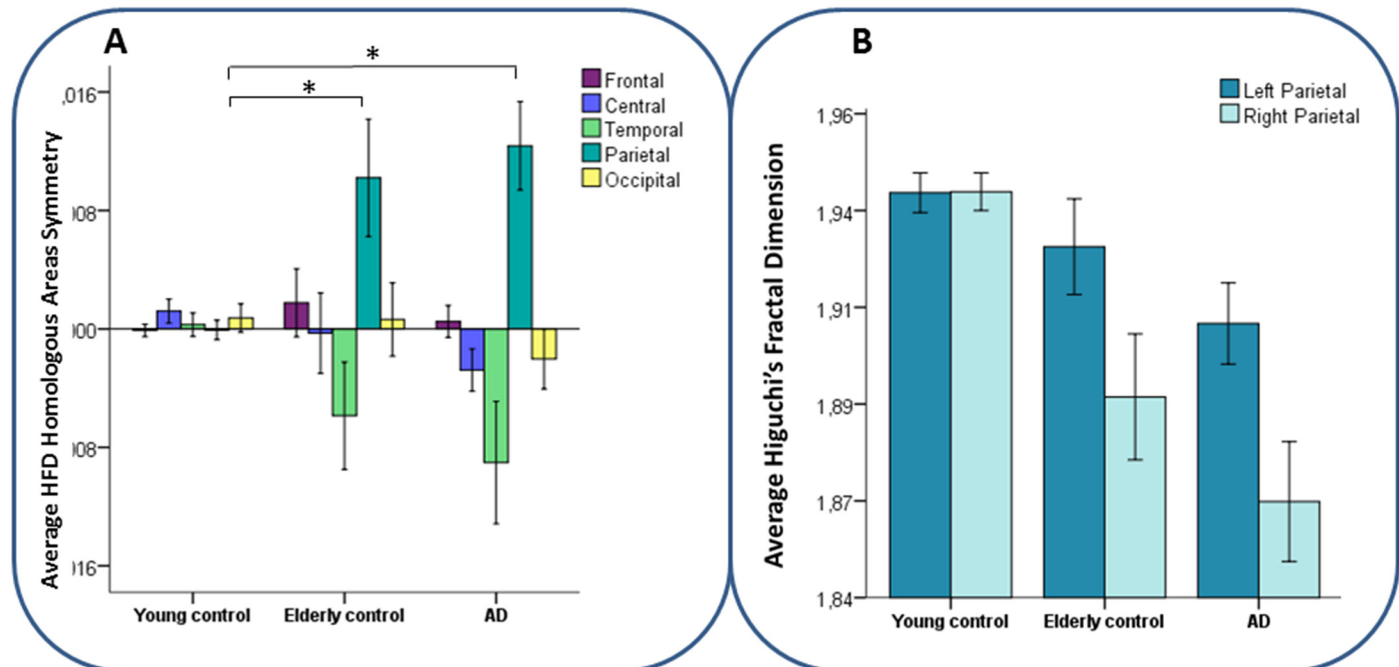 A
*
*
Frontal
Central
Temporal
Parietal
Occipital
Average HFD Homologous Areas Symmetry
,016
Young control Elderly control AD
B
Left Parietal
Right Parietal
Average Higuchi's Fractal Dimension
1,96
1,94
1,91
1,89
1,87
1,84
Young control Elderly control AD